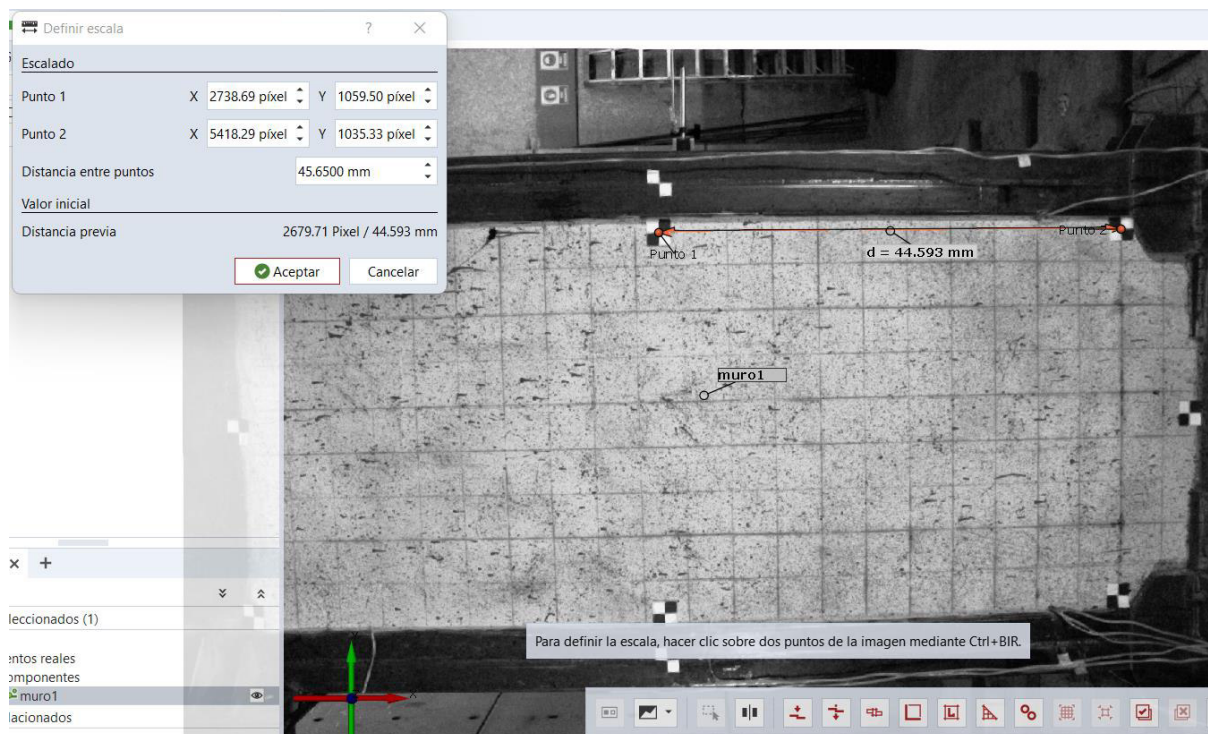 Definir escala
?
Escalado
Punto 1 X 2738.69 píxel Y 1059.50 píxel
Punto 2 X 5418.29 píxel Y 1035.33 píxel
Distancia entre puntos 45.6500 mm
Valor inicial
Distancia previa 2679.71 Pixel / 44.593 mm
Aceptar Cancelar
Punto 1
Punto 2
d = 44.593 mm
muro1
+
leccionados (1)
Para definir la escala, hacer clic sobre dos puntos de la imagen mediante Ctrl+BIR.
entos reales
omponentes
muro1
X
lacionados